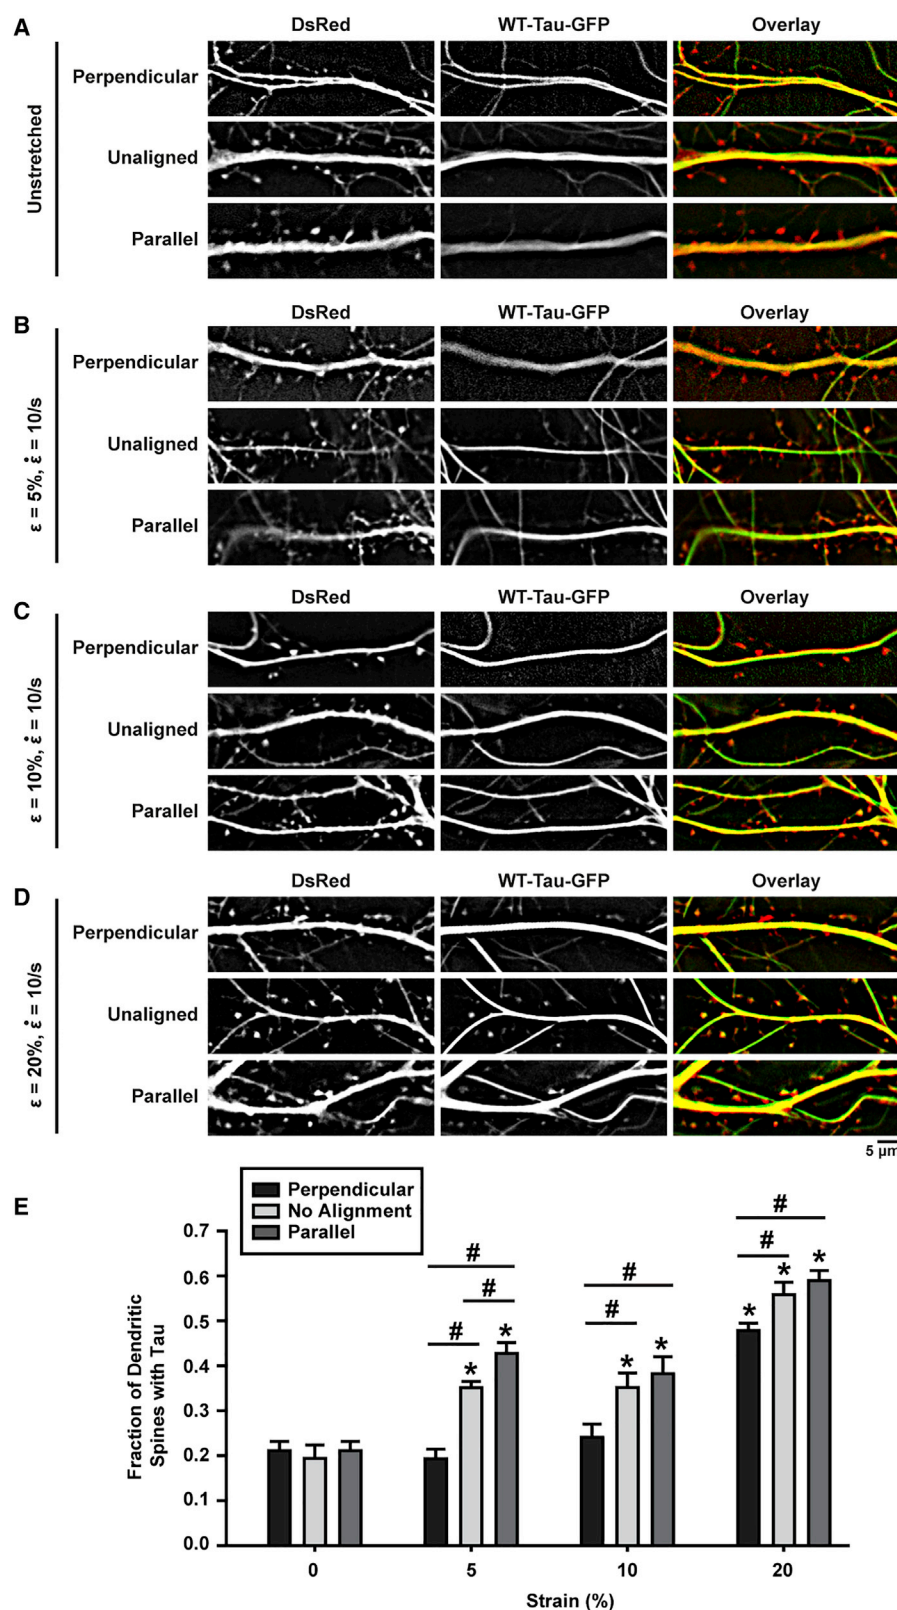 A
DsRed WT-Tau-GFP Overlay
Unstretched
Perpendicular
Unaligned
Parallel
B
DsRed WT-Tau-GFP Overlay
ε = 5%, ε̇ = 10/s
Perpendicular
Unaligned
Parallel
C
DsRed WT-Tau-GFP Overlay
ε = 10%, ε̇ = 10/s
Perpendicular
Unaligned
Parallel
D
DsRed WT-Tau-GFP Overlay
ε = 20%, ε̇ = 10/s
Perpendicular
Unaligned
Parallel
5 µm
E
Perpendicular
No Alignment
Parallel
Fraction of Dendritic
Spines with Tau
0.7
0.6
0.5
0.4
0.3
0.2
0.1
0.0
# # # * *
# # * *
# # * * *
0 5 10 20
Strain (%)